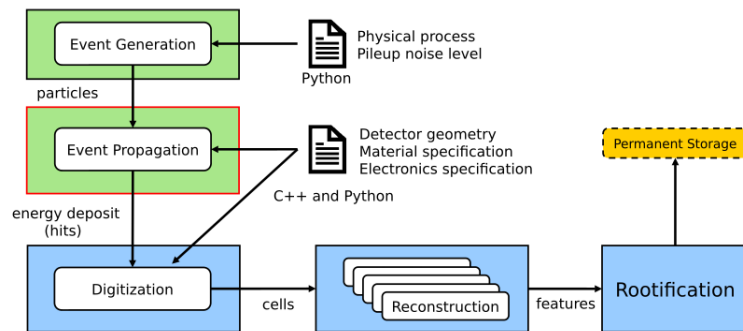 Event Generation
Physical process
Pileup noise level
Python
particles
Event Propagation
Detector geometry
Material specification
Electronics specification
C++ and Python
Permanent Storage
energy deposit
(hits)
Digitization
cells
Reconstruction
features
Rootification